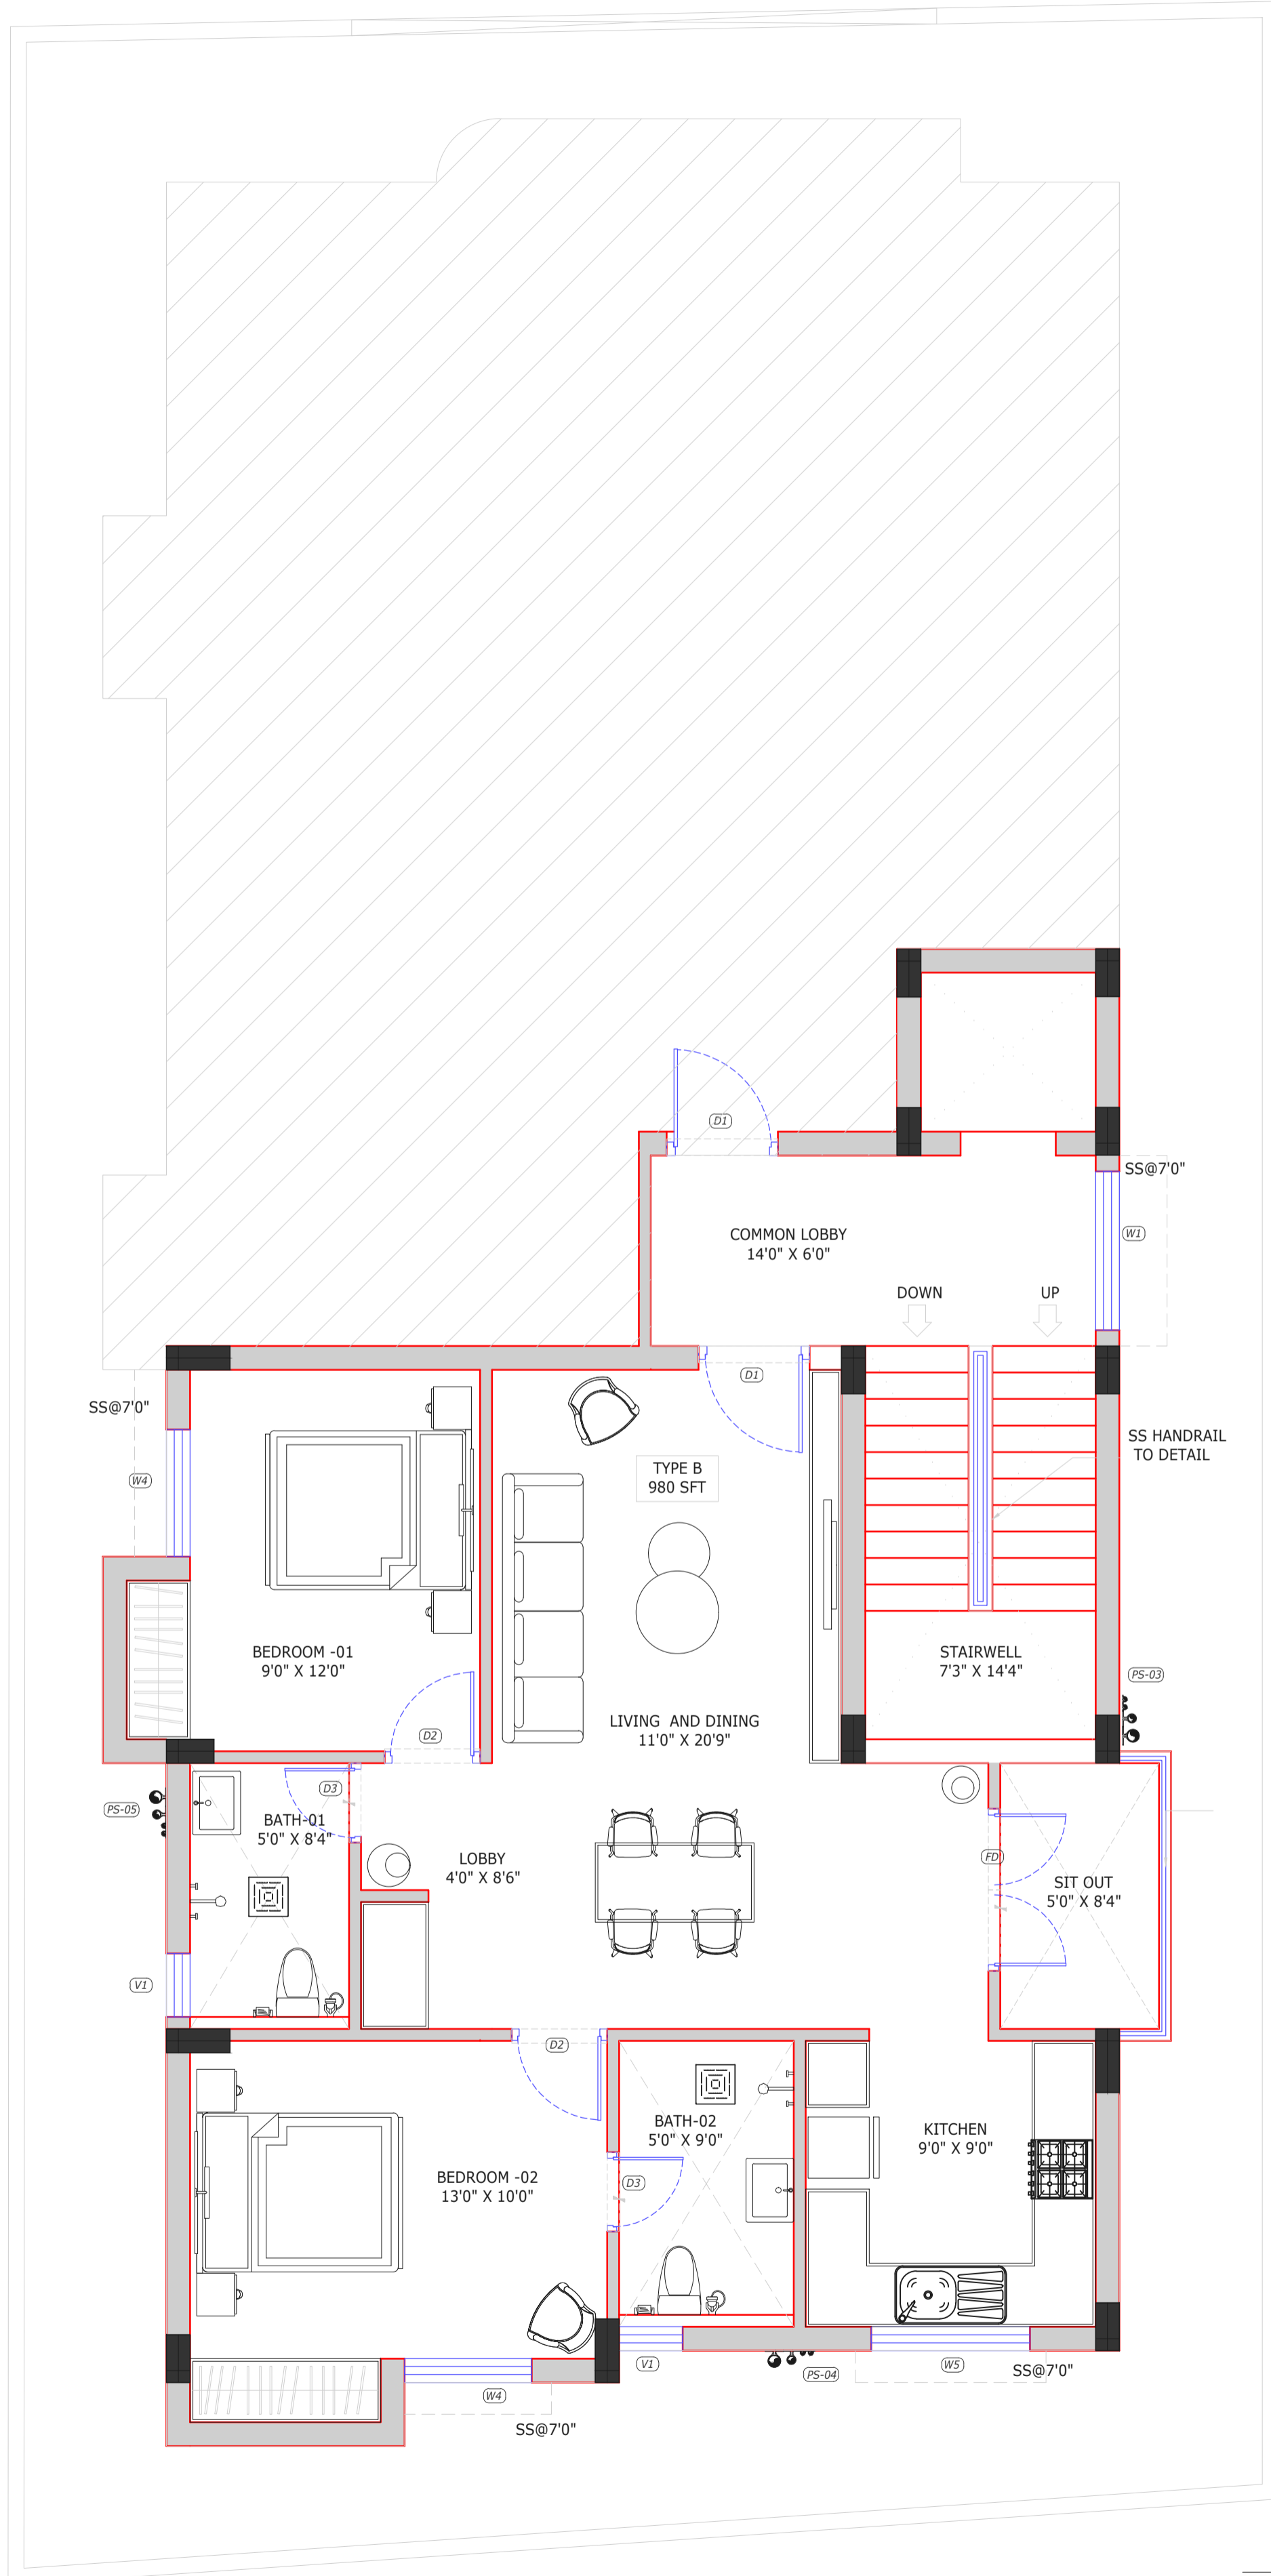 D1
SS@7'0"
W1
COMMON LOBBY
14'0" X 6'0"
DOWN
UP
D1
SS@7'0"
SS HANDRAIL
TO DETAIL
TYPE B
980 SFT
W4
BEDROOM -01
9'0" X 12'0"
STAIRWELL
7'3" X 14'4"
PS-03
LIVING  AND DINING
11'0" X 20'9"
D2
D3
PS-05
BATH-01
5'0" X 8'4"
LOBBY
4'0" X 8'6"
FD
SIT OUT
5'0" X 8'4"
V1
D2
BATH-02
5'0" X 9'0"
KITCHEN
9'0" X 9'0"
BEDROOM -02
13'0" X 10'0"
D3
V1
PS-04
W5
SS@7'0"
W4
SS@7'0"